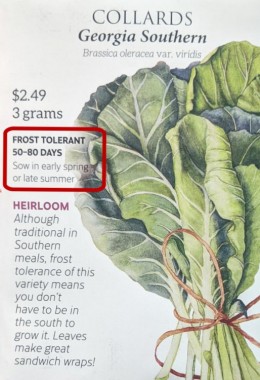 COLLARDS
Georgia Southern
Brassica oleracea var. viridis
$2.49
3 grams
FROST TOLERANT
50-80 DAYS
Sow in early spring
or late summer
HEIRLOOM
Although
traditional in
Southern
meals, frost
tolerance of this
variety means
you don't
have to be in
the south to
grow it. Leaves
make great
sandwich wraps!